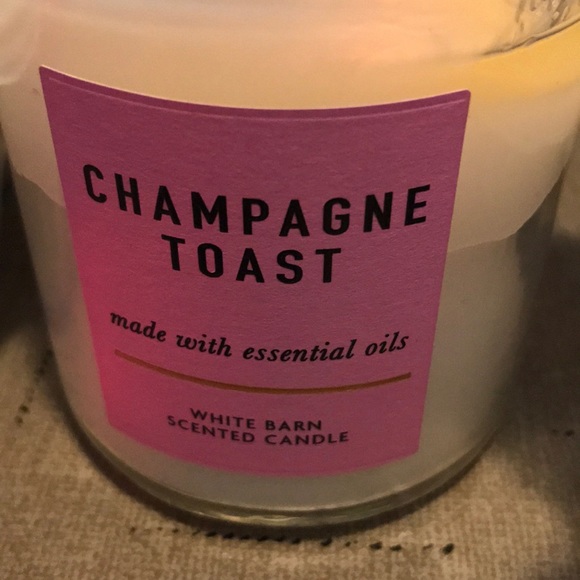 CHAMPAGNE
TOAST
made with essential oils
WHITE BARN
SCENTED CANDLE